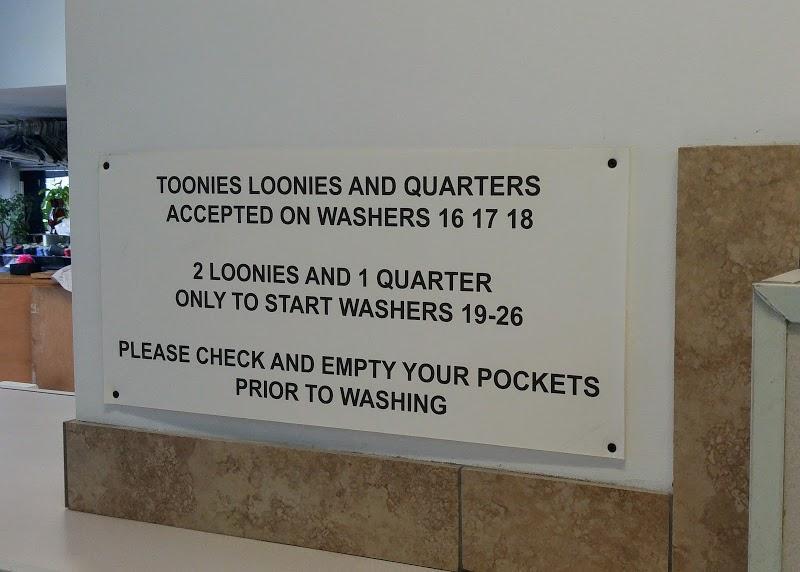 TOONIES LOONIES AND QUARTERS
ACCEPTED ON WASHERS 16 17 18
2 LOONIES AND 1 QUARTER
ONLY TO START WASHERS 19-26
PLEASE CHECK AND EMPTY YOUR POCKETS
PRIOR TO WASHING